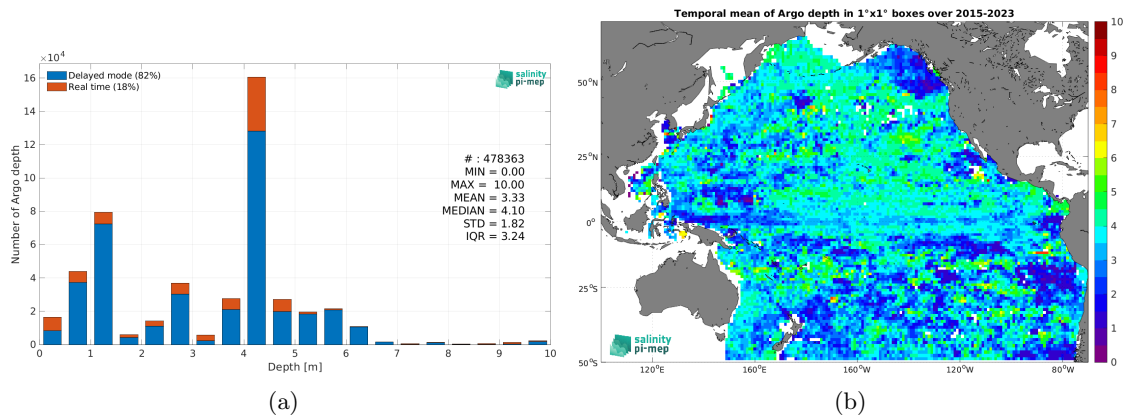 ×10⁴
16
14
12
10
8
6
4
2
0
Number of Argo depth
Delayed mode (82%)
Real time (18%)
salinity
pi-mep
# : 478363
MIN = 0.00
MAX = 10.00
MEAN = 3.33
MEDIAN = 4.10
STD = 1.82
IQR = 3.24
0 1 2 3 4 5 6 7 8 9 10
Depth [m]
(a)
Temporal mean of Argo depth in 1°x1° boxes over 2015-2023
50°N
25°N
0°
25°S
50°S
salinity
pi-mep
120°E 160°E 160°W 120°W 80°W
10
9
8
7
6
5
4
3
2
1
0
(b)